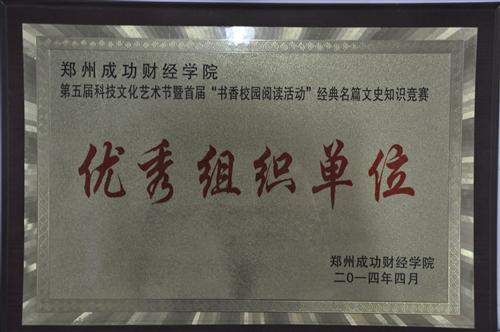 郑州成功财经学院
第五届科技文化艺术节暨首届“书香校园阅读活动”经典名篇文史知识竞赛
优秀组织单位
郑州成功财经学院
二〇一四年四月